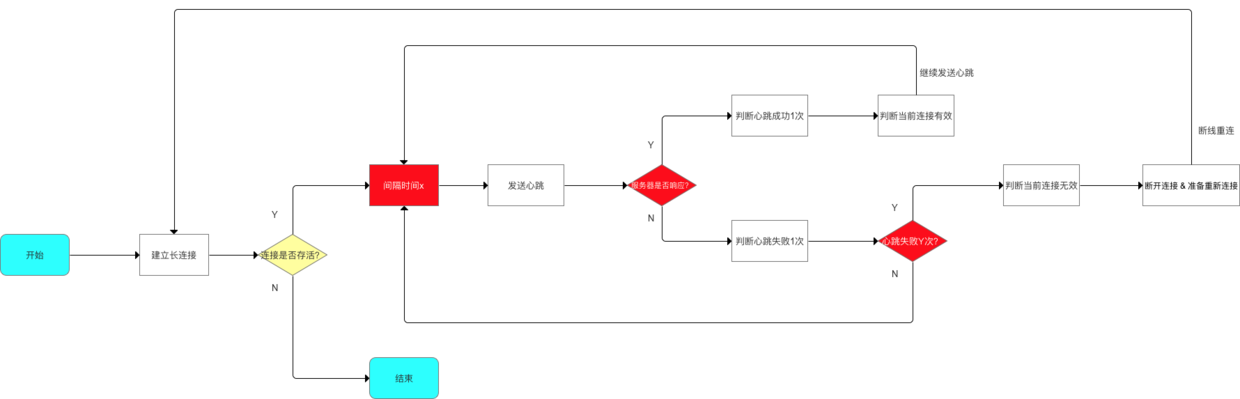 继续发送心跳
判断心跳成功1次
判断当前连接有效
断线重连
Y
间隔时间x
发送心跳
服务器是否响应?
判断当前连接无效
断开连接 & 准备重新连接
Y
Y
N
开始
建立长连接
连接是否存活?
判断心跳失败1次
心跳失败Y次?
N
N
结束